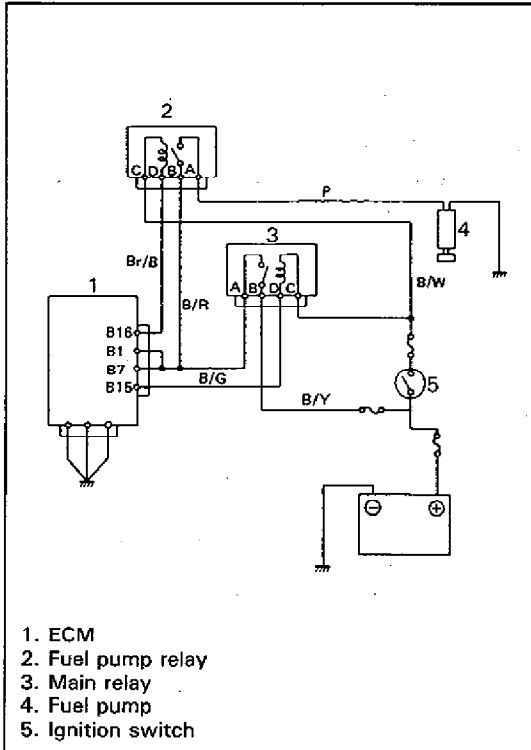 2
C D B A
P
4
3
Br/B
B/R
A B D C
B/W
1
B16
B1
B7
B15
B/G
B/Y
5
− +
1. ECM
2. Fuel pump relay
3. Main relay
4. Fuel pump
5. Ignition switch